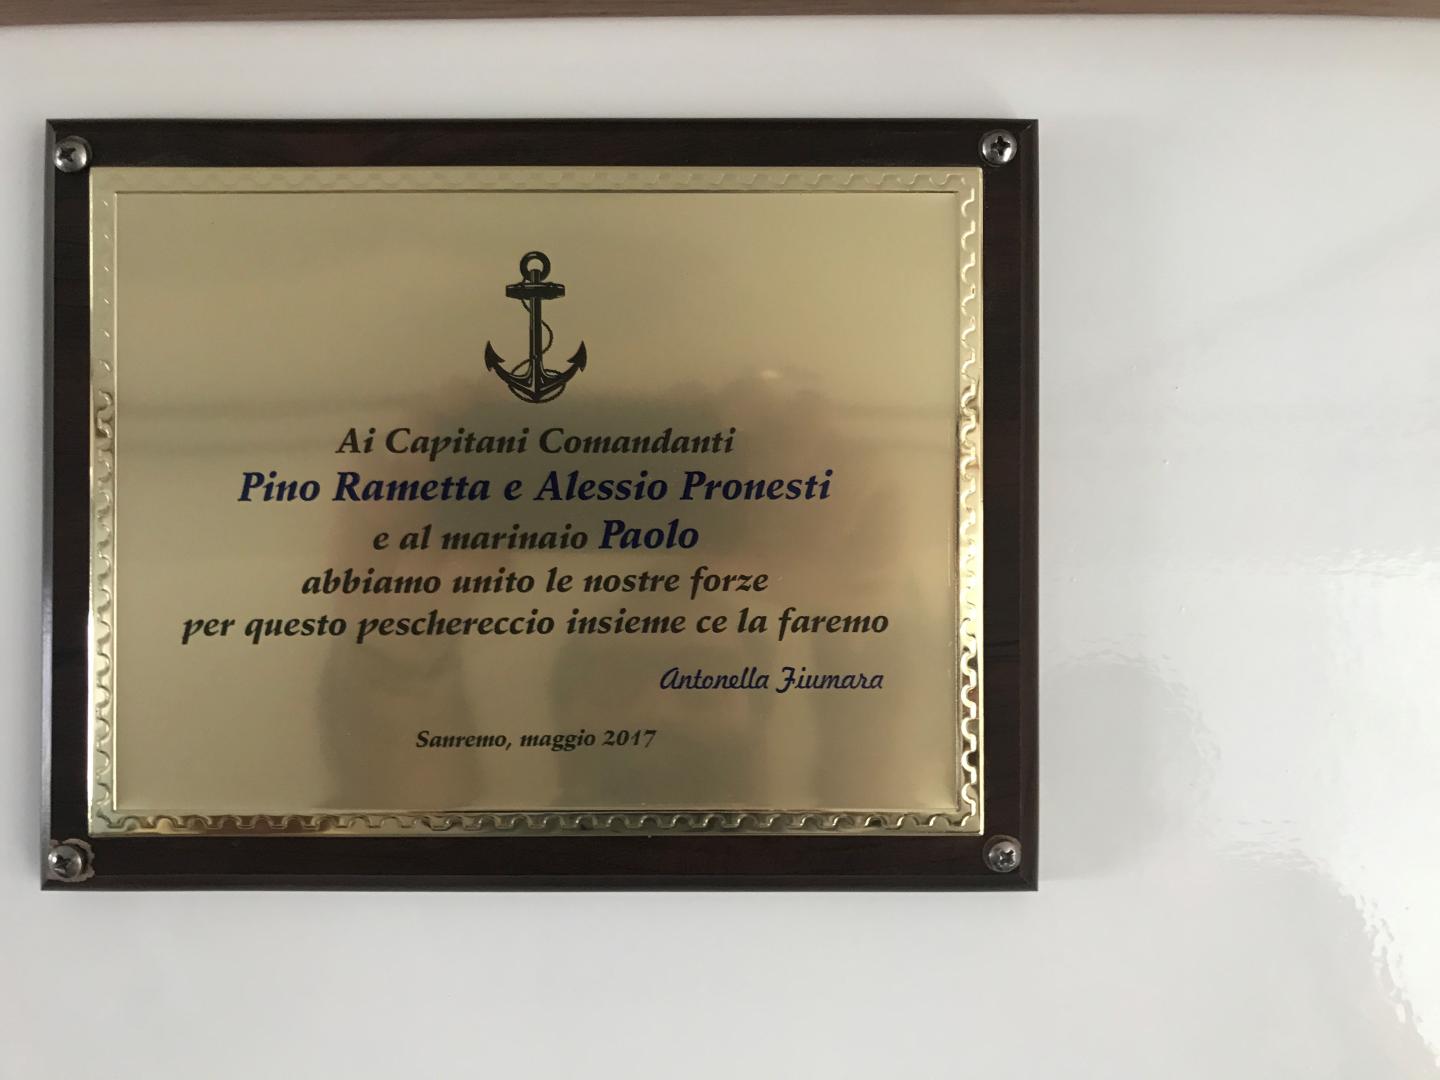 Ai Capitani Comandanti
Pino Rametta e Alessio Pronesti
e al marinaio Paolo
abbiamo unito le nostre forze
per questo peschereccio insieme ce la faremo
Antonella Fiumara
Sanremo, maggio 2017